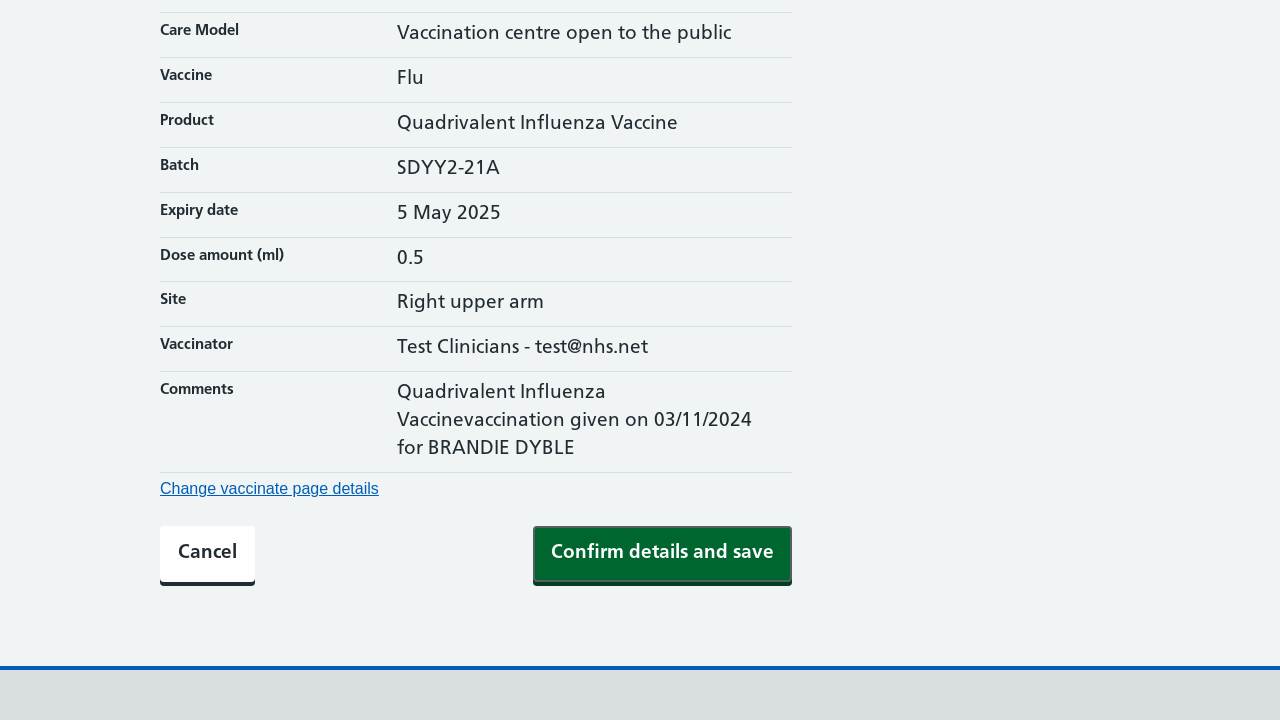 Care Model Vaccination centre open to the public
Vaccine Flu
Product Quadrivalent Influenza Vaccine
Batch SDYY2-21A
Expiry date 5 May 2025
Dose amount (ml) 0.5
Site Right upper arm
Vaccinator Test Clinicians - test@nhs.net
Comments Quadrivalent Influenza
Vaccinevaccination given on 03/11/2024
for BRANDIE DYBLE
Change vaccinate page details
Cancel Confirm details and save